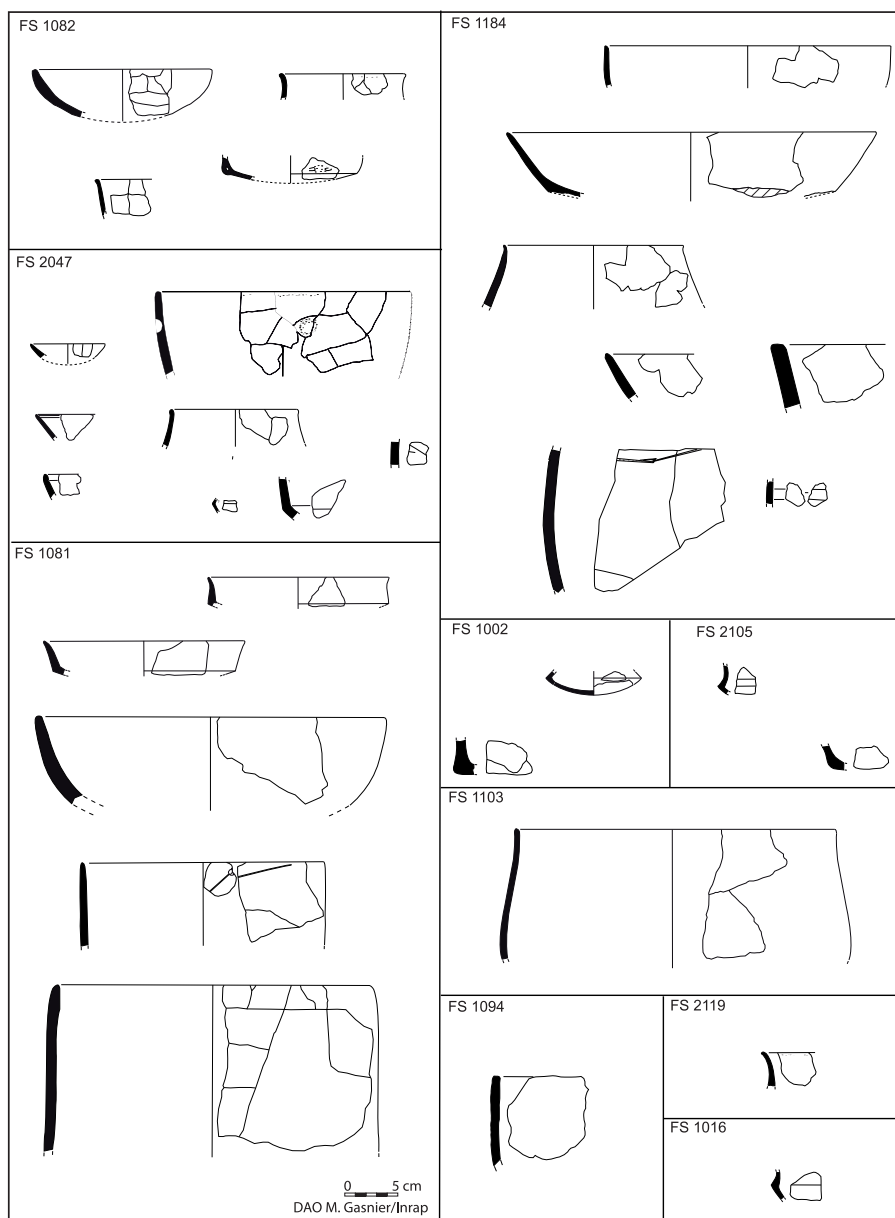 FS 1082
FS 2047
FS 1081
0 5 cm
DAO M. Gasnier/Inrap
FS 1184
FS 1002
FS 2105
FS 1103
FS 1094
FS 2119
FS 1016